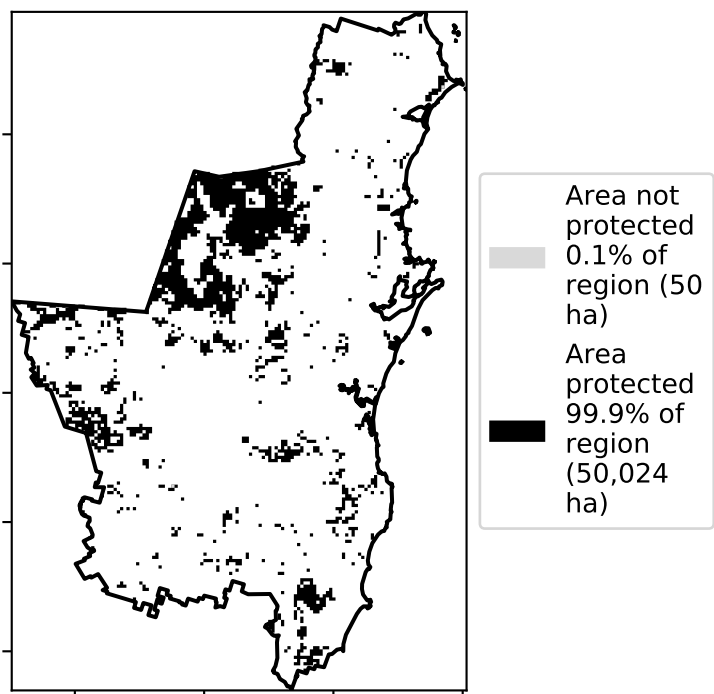 Area not
protected
0.1% of
region (50
ha)
Area
protected
99.9% of
region
(50,024
ha)